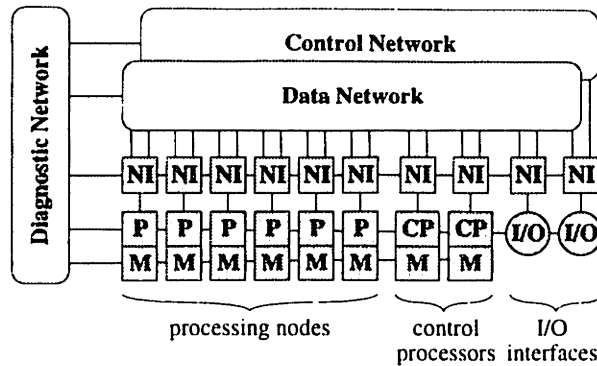 Control Network
Data Network
Diagnostic Network
NI NI NI NI NI NI NI NI NI NI
P P P P P P CP CP I/O I/O
M M M M M M M M
processing nodes
control processors
I/O interfaces